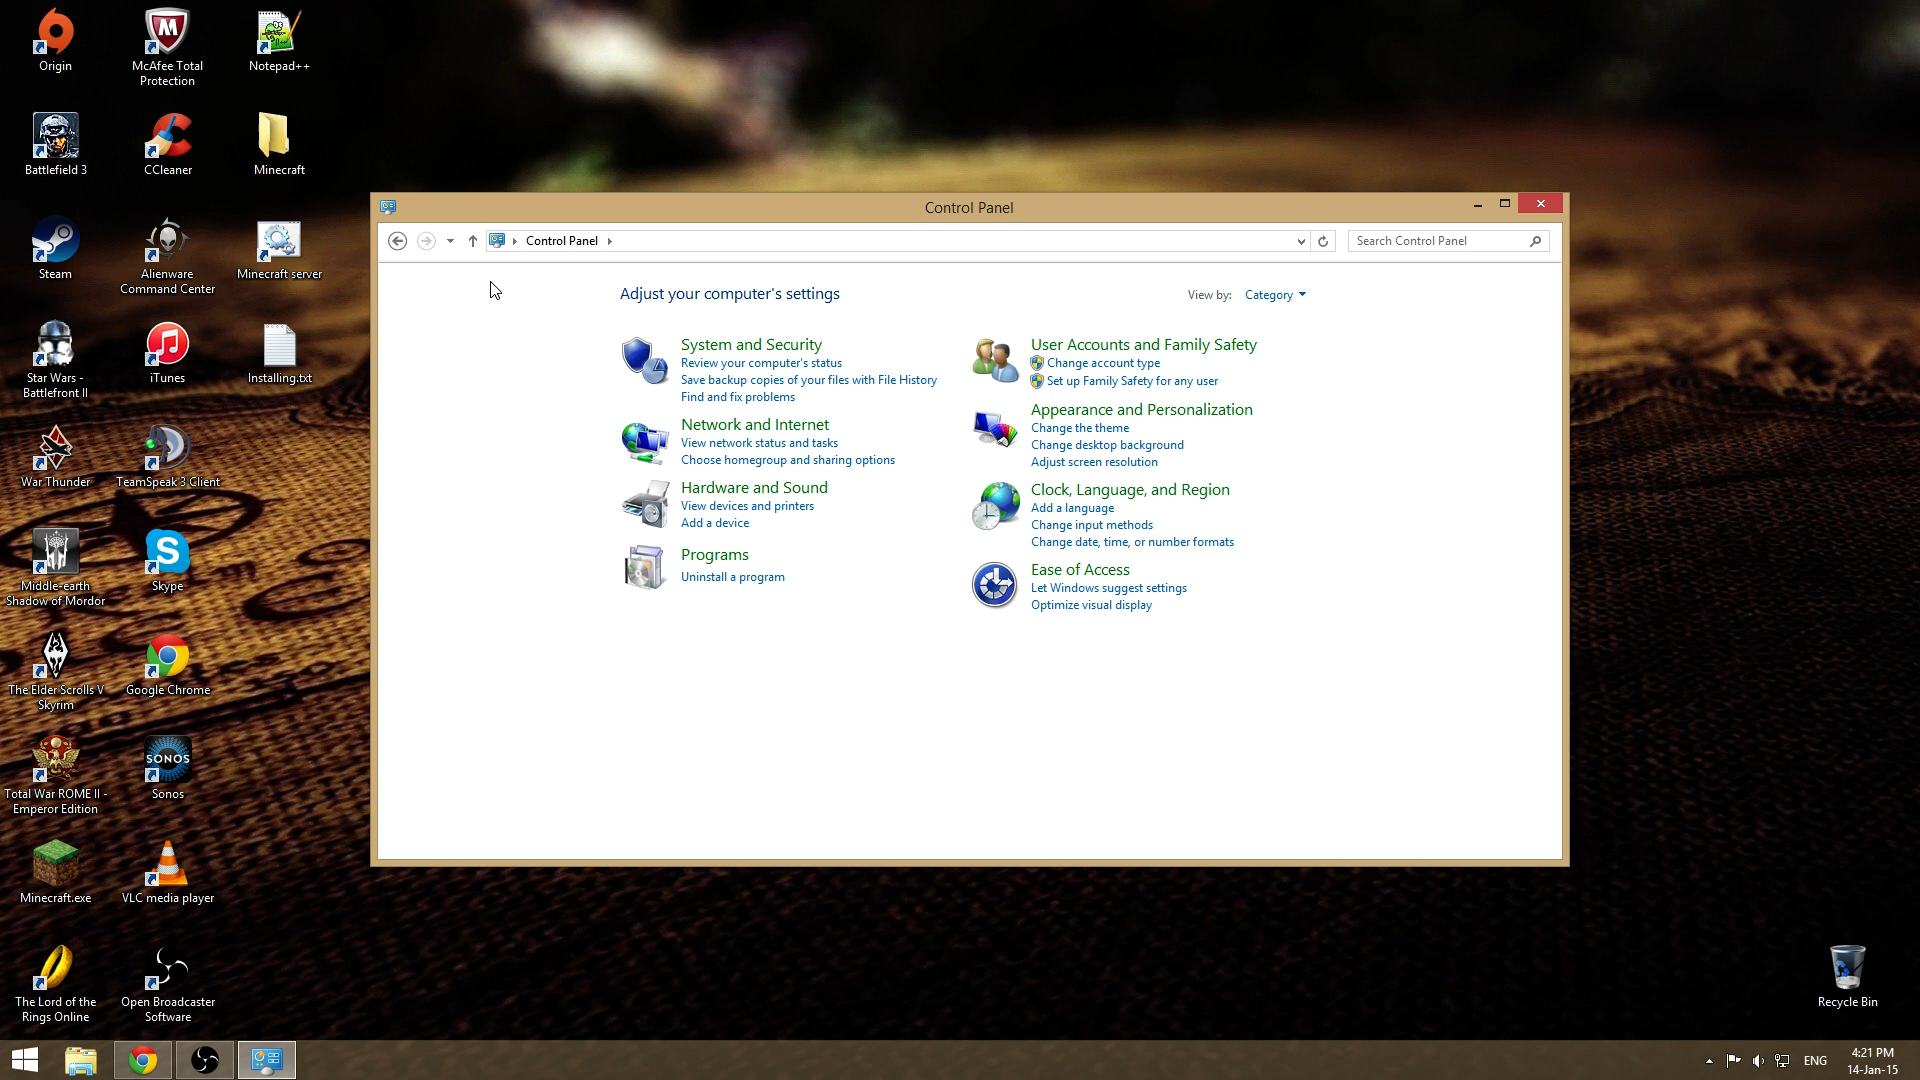 Origin
McAfee Total
Protection
Notepad++
Battlefield 3
CCleaner
Minecraft
Steam
Alienware
Command Center
Minecraft server
Star Wars -
Battlefront II
iTunes
Installing.txt
War Thunder
TeamSpeak 3 Client
Middle-earth
Shadow of Mordor
Skype
The Elder Scrolls V
Skyrim
Google Chrome
Total War ROME II -
Emperor Edition
SONOS
Sonos
Minecraft.exe
VLC media player
The Lord of the
Rings Online
Open Broadcaster
Software
Control Panel
Control Panel
Search Control Panel
Adjust your computer's settings
View by: Category
System and Security
Review your computer's status
Save backup copies of your files with File History
Find and fix problems
Network and Internet
View network status and tasks
Choose homegroup and sharing options
Hardware and Sound
View devices and printers
Add a device
Programs
Uninstall a program
User Accounts and Family Safety
Change account type
Set up Family Safety for any user
Appearance and Personalization
Change the theme
Change desktop background
Adjust screen resolution
Clock, Language, and Region
Add a language
Change input methods
Change date, time, or number formats
Ease of Access
Let Windows suggest settings
Optimize visual display
Recycle Bin
ENG
4:21 PM
14-Jan-15